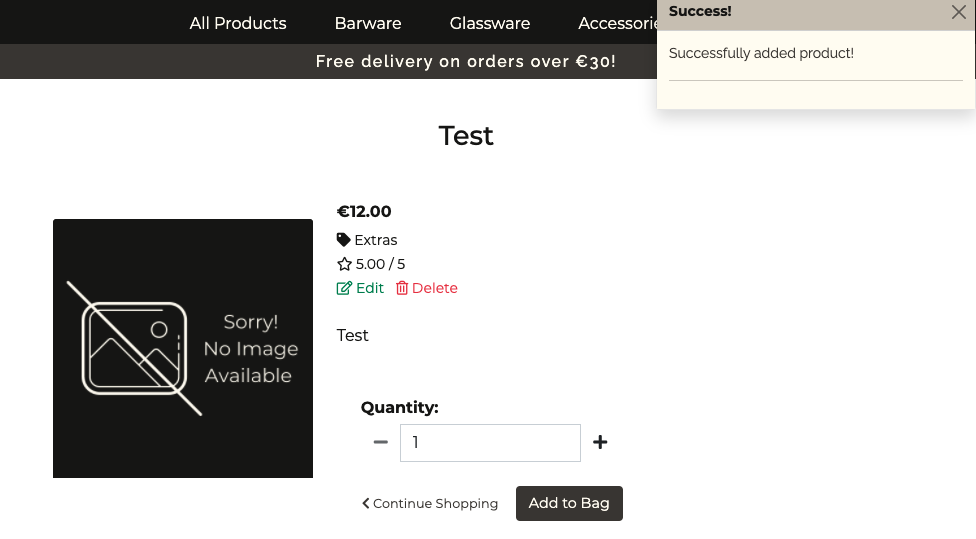 All Products Barware Glassware Accessorie
Success!
Successfully added product!
Free delivery on orders over €30!
Test
€12.00
Extras
5.00 / 5
Edit Delete
Test
Sorry!
No Image
Available
Quantity:
1
Continue Shopping Add to Bag